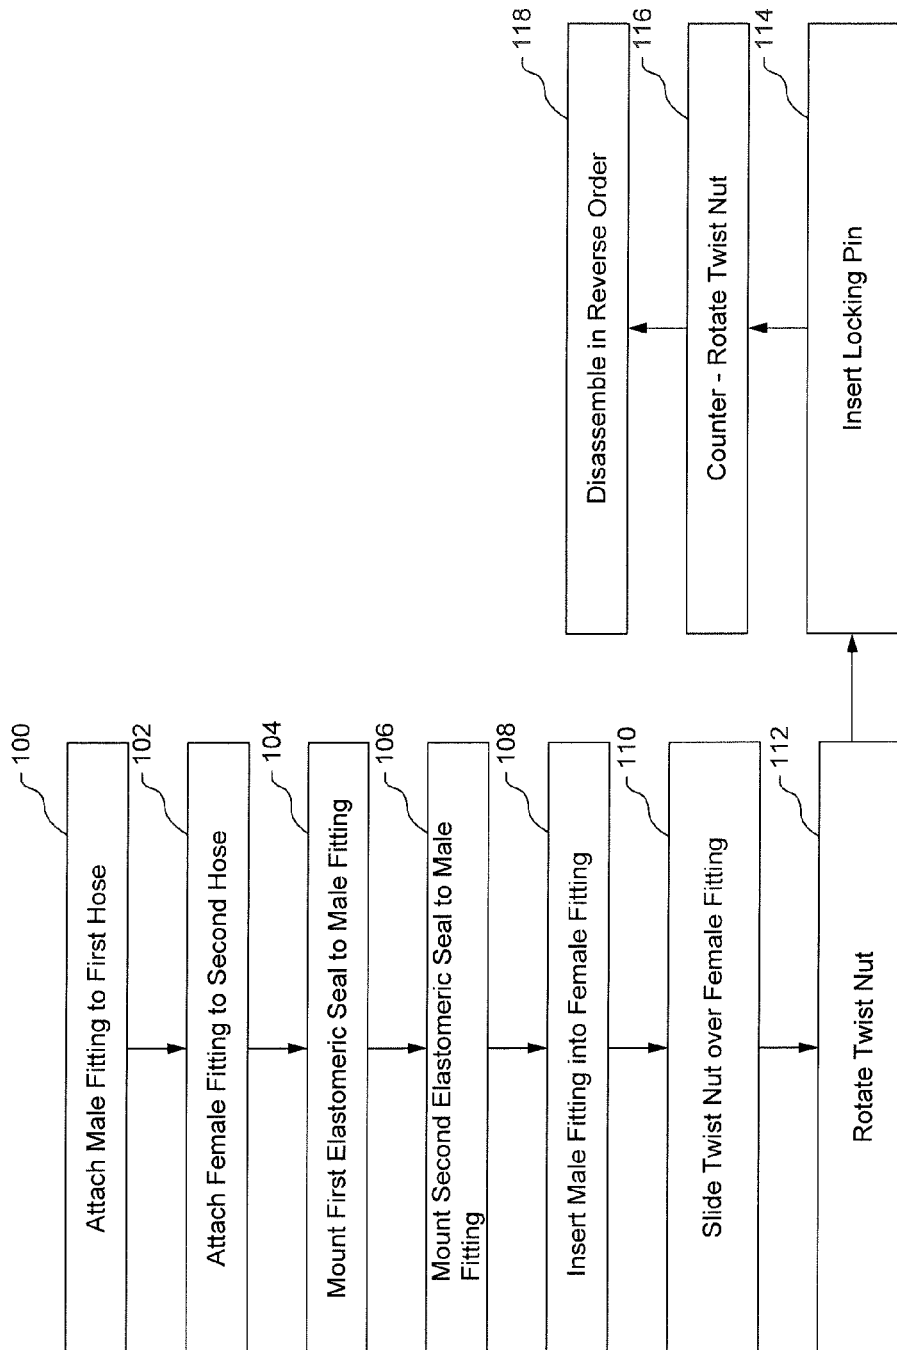 100
Attach Male Fitting to First Hose
102
Attach Female Fitting to Second Hose
104
Mount First Elastomeric Seal to Male Fitting
106
Mount Second Elastomeric Seal to Male
Fitting
108
Insert Male Fitting into Female Fitting
110
Slide Twist Nut over Female Fitting
112
Rotate Twist Nut
114
Insert Locking Pin
116
Counter - Rotate Twist Nut
118
Disassemble in Reverse Order